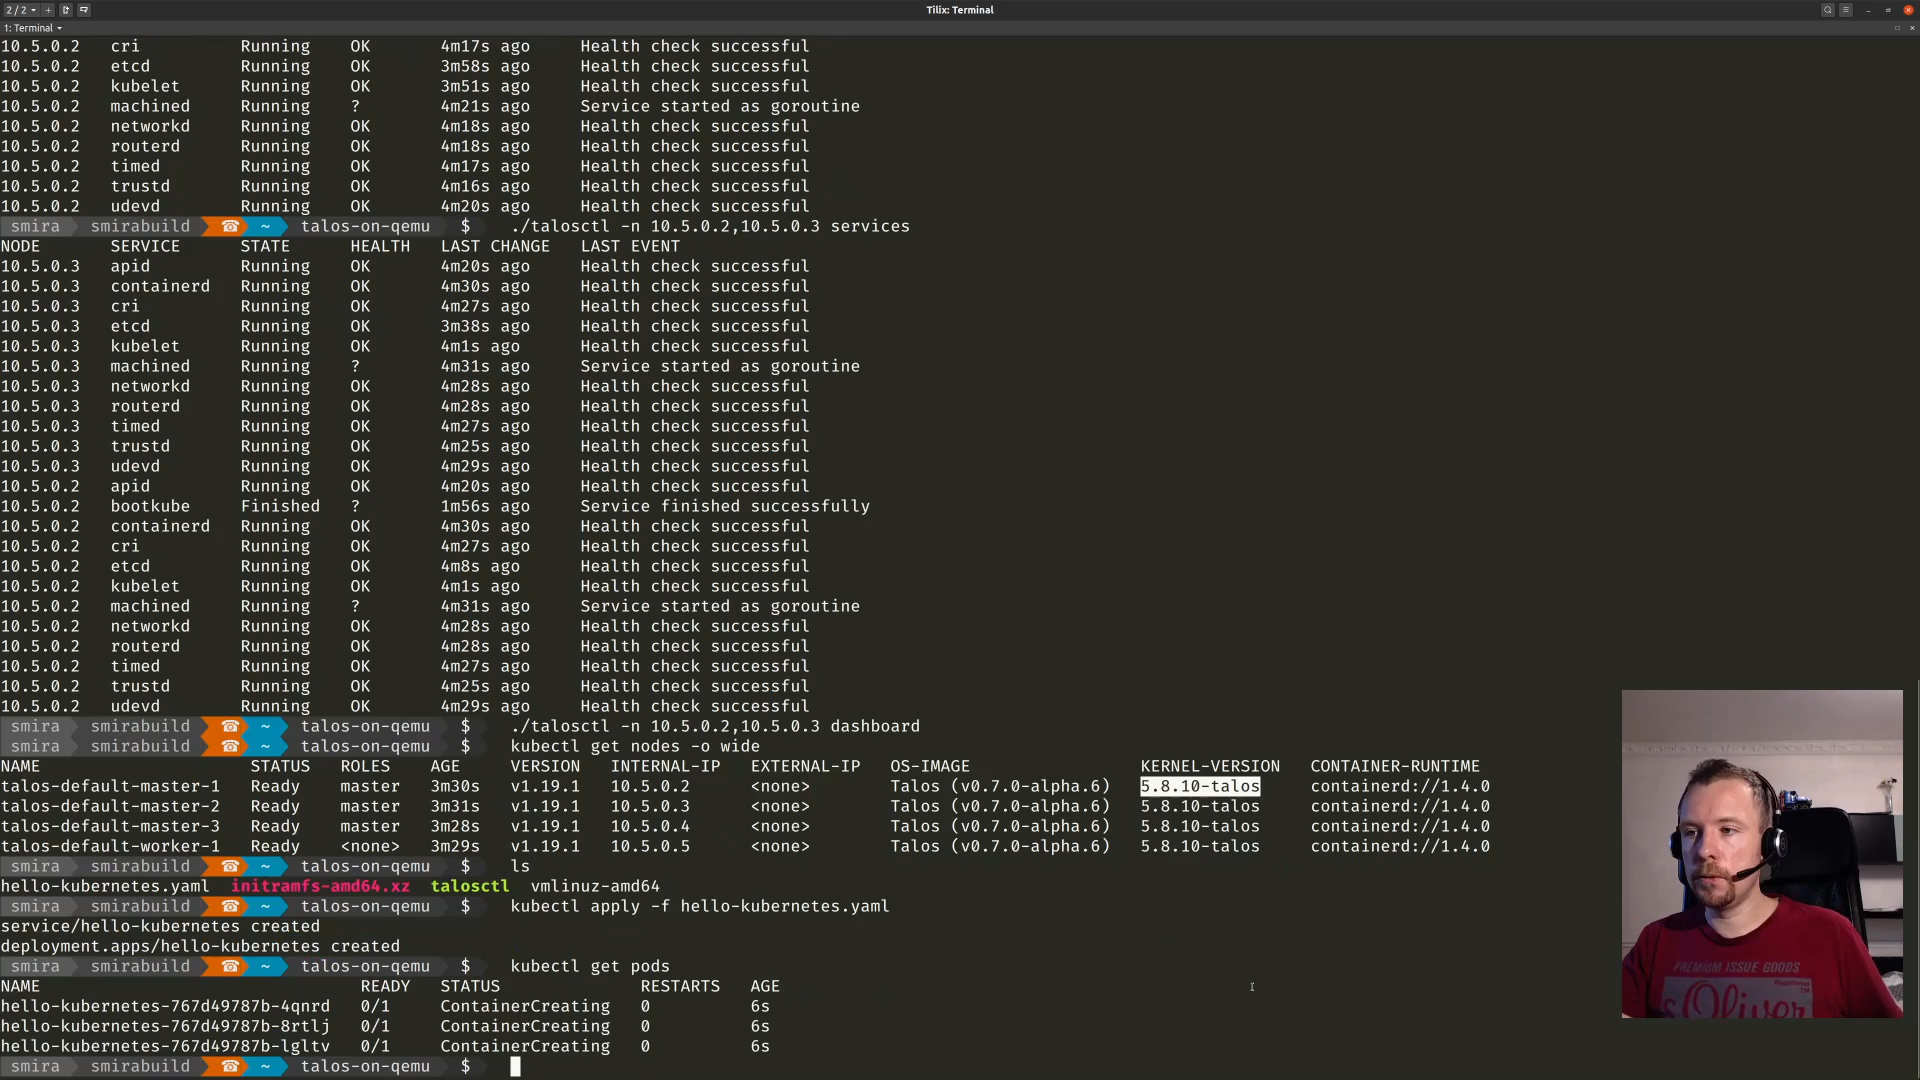 2 / 2
Tilix: Terminal
1: Terminal
10.5.0.2 cri Running OK 4m17s ago Health check successful
10.5.0.2 etcd Running OK 3m58s ago Health check successful
10.5.0.2 kubelet Running OK 3m51s ago Health check successful
10.5.0.2 machined Running ? 4m21s ago Service started as goroutine
10.5.0.2 networkd Running OK 4m18s ago Health check successful
10.5.0.2 routerd Running OK 4m18s ago Health check successful
10.5.0.2 timed Running OK 4m17s ago Health check successful
10.5.0.2 trustd Running OK 4m16s ago Health check successful
10.5.0.2 udevd Running OK 4m20s ago Health check successful
smira smirabuild ☎ ~ talos-on-qemu $ ./talosctl -n 10.5.0.2,10.5.0.3 services
NODE SERVICE STATE HEALTH LAST CHANGE LAST EVENT
10.5.0.3 apid Running OK 4m20s ago Health check successful
10.5.0.3 containerd Running OK 4m30s ago Health check successful
10.5.0.3 cri Running OK 4m27s ago Health check successful
10.5.0.3 etcd Running OK 3m38s ago Health check successful
10.5.0.3 kubelet Running OK 4m1s ago Health check successful
10.5.0.3 machined Running ? 4m31s ago Service started as goroutine
10.5.0.3 networkd Running OK 4m28s ago Health check successful
10.5.0.3 routerd Running OK 4m28s ago Health check successful
10.5.0.3 timed Running OK 4m27s ago Health check successful
10.5.0.3 trustd Running OK 4m25s ago Health check successful
10.5.0.3 udevd Running OK 4m29s ago Health check successful
10.5.0.2 apid Running OK 4m20s ago Health check successful
10.5.0.2 bootkube Finished ? 1m56s ago Service finished successfully
10.5.0.2 containerd Running OK 4m30s ago Health check successful
10.5.0.2 cri Running OK 4m27s ago Health check successful
10.5.0.2 etcd Running OK 4m8s ago Health check successful
10.5.0.2 kubelet Running OK 4m1s ago Health check successful
10.5.0.2 machined Running ? 4m31s ago Service started as goroutine
10.5.0.2 networkd Running OK 4m28s ago Health check successful
10.5.0.2 routerd Running OK 4m28s ago Health check successful
10.5.0.2 timed Running OK 4m27s ago Health check successful
10.5.0.2 trustd Running OK 4m25s ago Health check successful
10.5.0.2 udevd Running OK 4m29s ago Health check successful
smira smirabuild ☎ ~ talos-on-qemu $ ./talosctl -n 10.5.0.2,10.5.0.3 dashboard
smira smirabuild ☎ ~ talos-on-qemu $ kubectl get nodes -o wide
NAME STATUS ROLES AGE VERSION INTERNAL-IP EXTERNAL-IP OS-IMAGE KERNEL-VERSION CONTAINER-RUNTIME
talos-default-master-1 Ready master 3m30s v1.19.1 10.5.0.2 <none> Talos (v0.7.0-alpha.6) 5.8.10-talos containerd://1.4.0
talos-default-master-2 Ready master 3m31s v1.19.1 10.5.0.3 <none> Talos (v0.7.0-alpha.6) 5.8.10-talos containerd://1.4.0
talos-default-master-3 Ready master 3m28s v1.19.1 10.5.0.4 <none> Talos (v0.7.0-alpha.6) 5.8.10-talos containerd://1.4.0
talos-default-worker-1 Ready <none> 3m29s v1.19.1 10.5.0.5 <none> Talos (v0.7.0-alpha.6) 5.8.10-talos containerd://1.4.0
smira smirabuild ☎ ~ talos-on-qemu $ ls
hello-kubernetes.yaml initramfs-amd64.xz talosctl vmlinuz-amd64
smira smirabuild ☎ ~ talos-on-qemu $ kubectl apply -f hello-kubernetes.yaml
service/hello-kubernetes created
deployment.apps/hello-kubernetes created
smira smirabuild ☎ ~ talos-on-qemu $ kubectl get pods
NAME READY STATUS RESTARTS AGE
hello-kubernetes-767d49787b-4qnrd 0/1 ContainerCreating 0 6s
hello-kubernetes-767d49787b-8rtlj 0/1 ContainerCreating 0 6s
hello-kubernetes-767d49787b-lgltv 0/1 ContainerCreating 0 6s
smira smirabuild ☎ ~ talos-on-qemu $
PREMIUM ISSUE GOODS
s Oliver